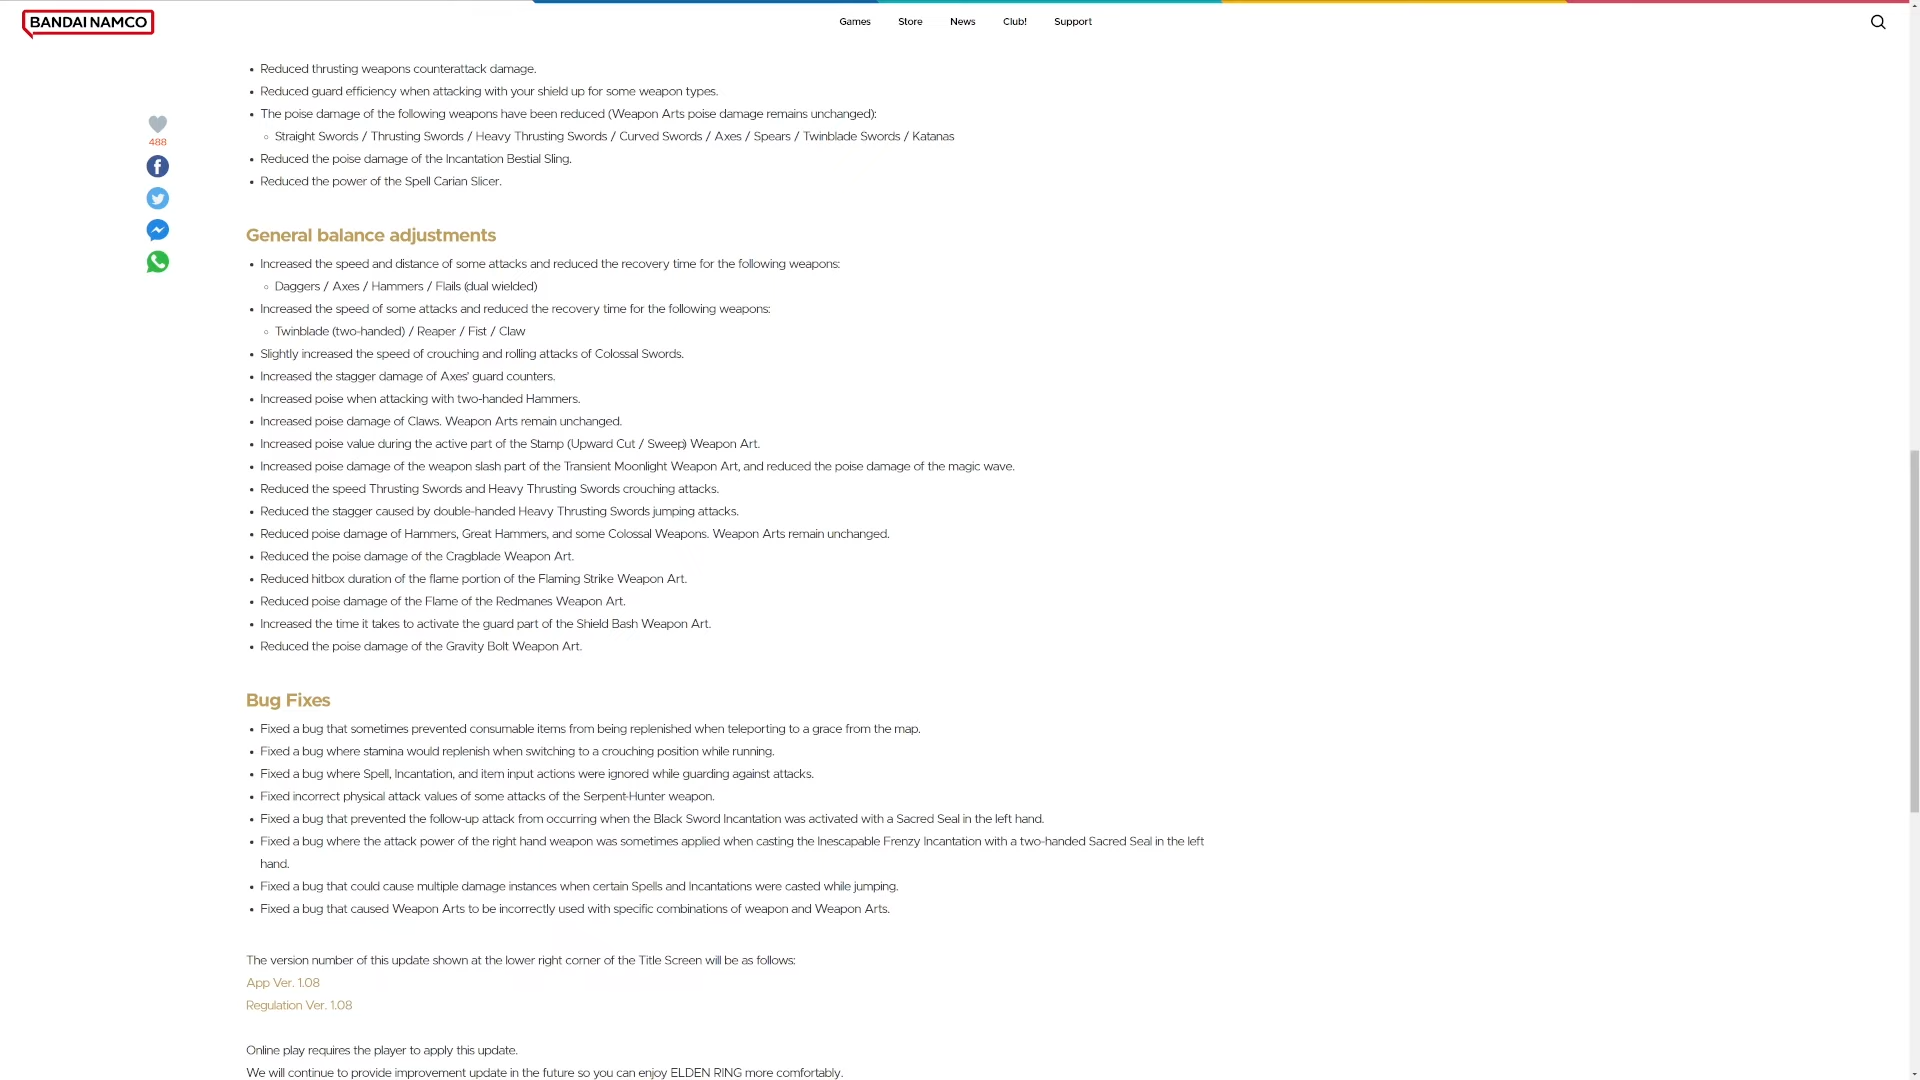 BANDAI NAMCO
Games
Store
News
Club!
Support
Reduced thrusting weapons counterattack damage.
Reduced guard efficiency when attacking with your shield up for some weapon types.
The poise damage of the following weapons have been reduced (Weapon Arts poise damage remains unchanged):
Straight Swords / Thrusting Swords / Heavy Thrusting Swords / Curved Swords / Axes / Spears / Twinblade Swords / Katanas
Reduced the poise damage of the Incantation Bestial Sling.
Reduced the power of the Spell Carian Slicer.
488
General balance adjustments
Increased the speed and distance of some attacks and reduced the recovery time for the following weapons:
Daggers / Axes / Hammers / Flails (dual wielded)
Increased the speed of some attacks and reduced the recovery time for the following weapons:
Twinblade (two-handed) / Reaper / Fist / Claw
Slightly increased the speed of crouching and rolling attacks of Colossal Swords.
Increased the stagger damage of Axes' guard counters.
Increased poise when attacking with two-handed Hammers.
Increased poise damage of Claws. Weapon Arts remain unchanged.
Increased poise value during the active part of the Stamp (Upward Cut / Sweep) Weapon Art.
Increased poise damage of the weapon slash part of the Transient Moonlight Weapon Art, and reduced the poise damage of the magic wave.
Reduced the speed Thrusting Swords and Heavy Thrusting Swords crouching attacks.
Reduced the stagger caused by double-handed Heavy Thrusting Swords jumping attacks.
Reduced poise damage of Hammers, Great Hammers, and some Colossal Weapons. Weapon Arts remain unchanged.
Reduced the poise damage of the Cragblade Weapon Art.
Reduced hitbox duration of the flame portion of the Flaming Strike Weapon Art.
Reduced poise damage of the Flame of the Redmanes Weapon Art.
Increased the time it takes to activate the guard part of the Shield Bash Weapon Art.
Reduced the poise damage of the Gravity Bolt Weapon Art.
Bug Fixes
Fixed a bug that sometimes prevented consumable items from being replenished when teleporting to a grace from the map.
Fixed a bug where stamina would replenish when switching to a crouching position while running.
Fixed a bug where Spell, Incantation, and item input actions were ignored while guarding against attacks.
Fixed incorrect physical attack values of some attacks of the Serpent-Hunter weapon.
Fixed a bug that prevented the follow-up attack from occurring when the Black Sword Incantation was activated with a Sacred Seal in the left hand.
Fixed a bug where the attack power of the right hand weapon was sometimes applied when casting the Inescapable Frenzy Incantation with a two-handed Sacred Seal in the left
hand.
Fixed a bug that could cause multiple damage instances when certain Spells and Incantations were casted while jumping.
Fixed a bug that caused Weapon Arts to be incorrectly used with specific combinations of weapon and Weapon Arts.
The version number of this update shown at the lower right corner of the Title Screen will be as follows:
App Ver. 1.08
Regulation Ver. 1.08
Online play requires the player to apply this update.
We will continue to provide improvement update in the future so you can enjoy ELDEN RING more comfortably.